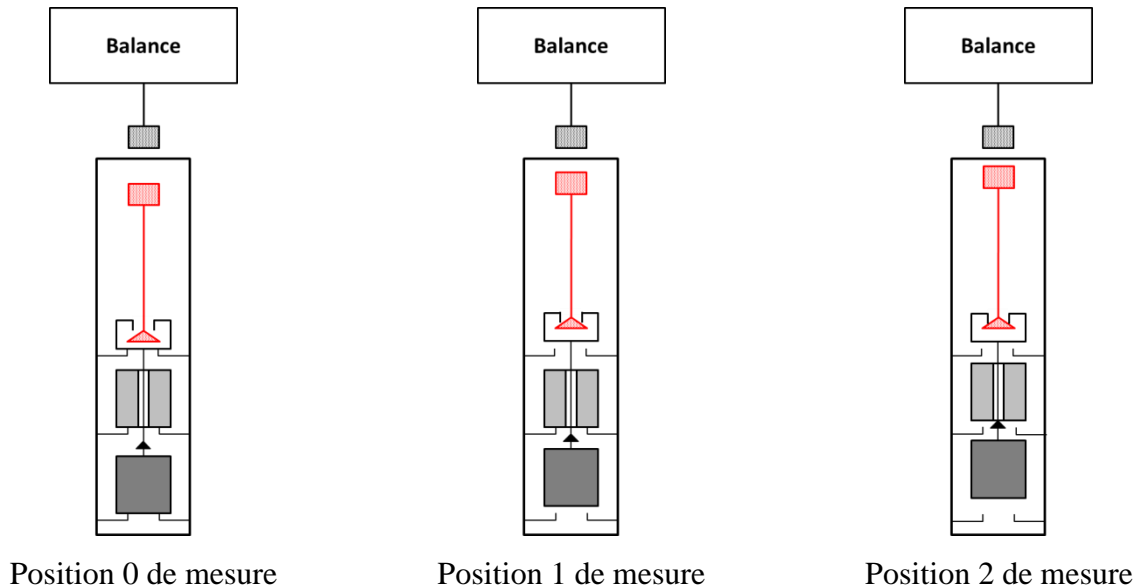 Balance
Balance
Balance
Position 0 de mesure
Position 1 de mesure
Position 2 de mesure